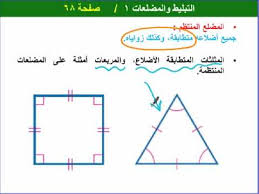 التبليط والمضلعات ١ / صفحة ٦٨
المضلع المنتظم :
جميع أضلاعه متطابقة، وكذلك زواياه.
المثلثات المتطابقة الأضلاع، والمربعات أمثلة على المضلعات
المنتظمة.